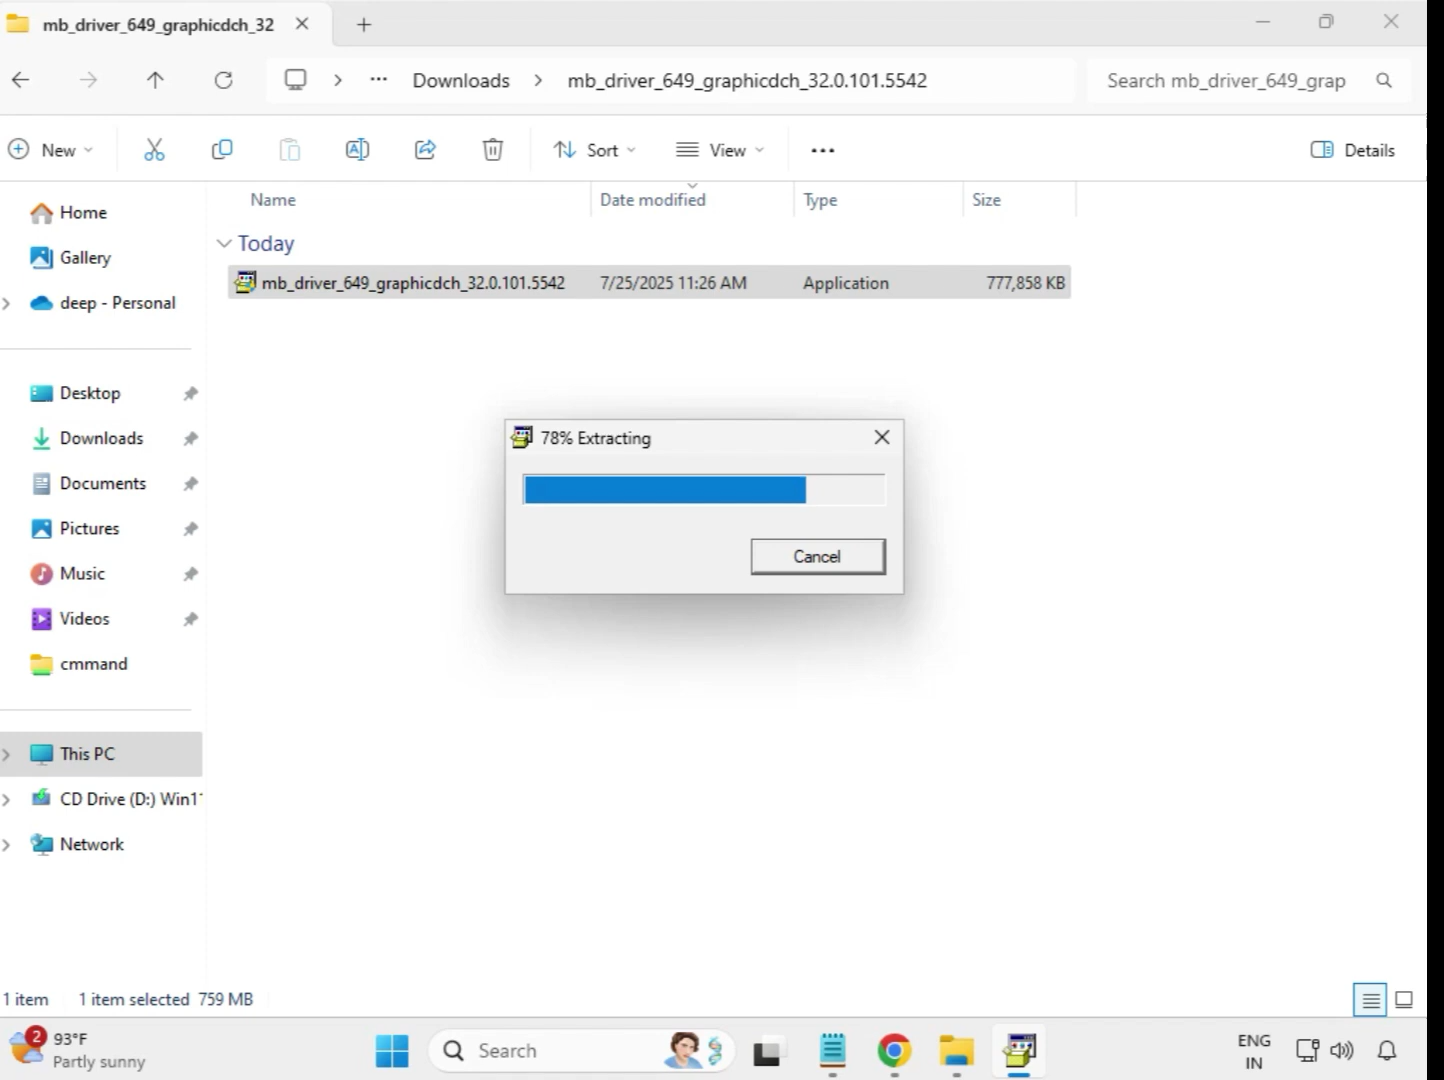 mb_driver_649_graphicdch_32
Downloads
mb_driver_649_graphicdch_32.0.101.5542
Search mb_driver_649_grap
New
Sort
View
Details
Name
Date modified
Type
Size
Today
mb_driver_649_graphicdch_32.0.101.5542
7/25/2025 11:26 AM
Application
777,858 KB
Home
Gallery
deep - Personal
Desktop
Downloads
Documents
Pictures
Music
Videos
cmmand
This PC
CD Drive (D:) Win11
Network
78% Extracting
Cancel
1 item
1 item selected 759 MB
2
93°F
Partly sunny
Search
ENG
IN